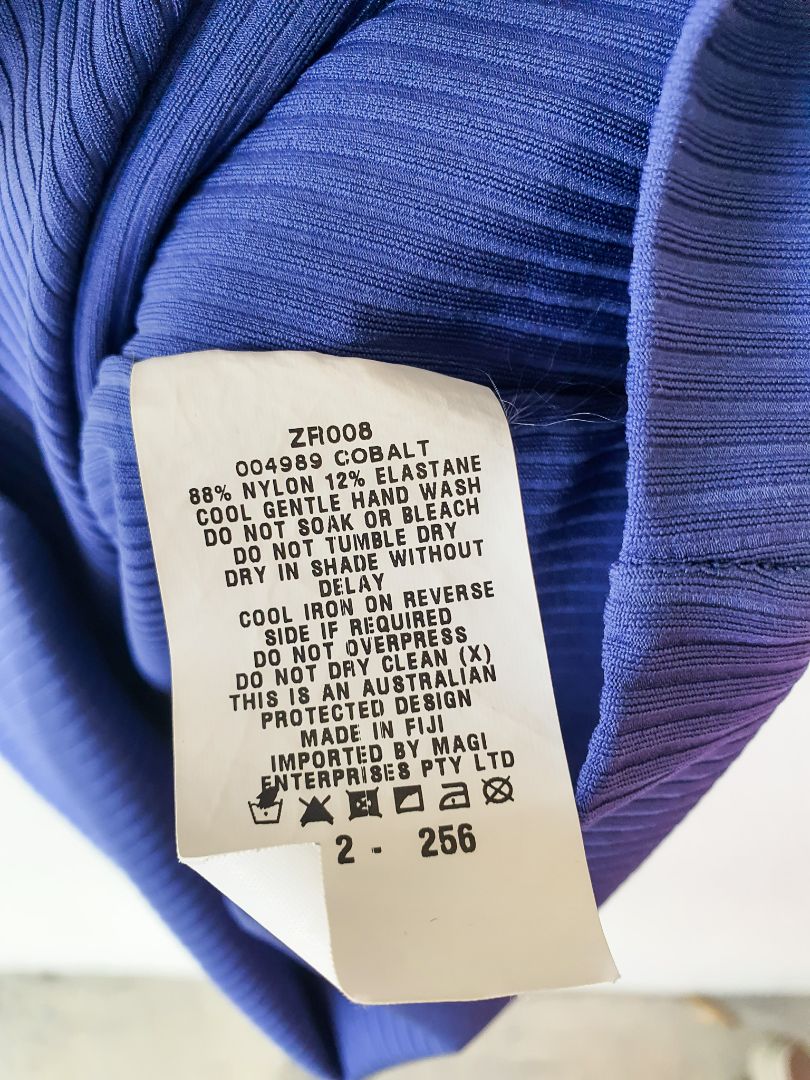 ZFI008
004989 COBALT
88% NYLON 12% ELASTANE
COOL GENTLE HAND WASH
DO NOT SOAK OR BLEACH
DO NOT TUMBLE DRY
DRY IN SHADE WITHOUT
DELAY
COOL IRON ON REVERSE
SIDE IF REQUIRED
DO NOT OVERPRESS
DO NOT DRY CLEAN (X)
THIS IS AN AUSTRALIAN
PROTECTED DESIGN
MADE IN FIJI
IMPORTED BY MAGI
ENTERPRISES PTY LTD
2 - 256